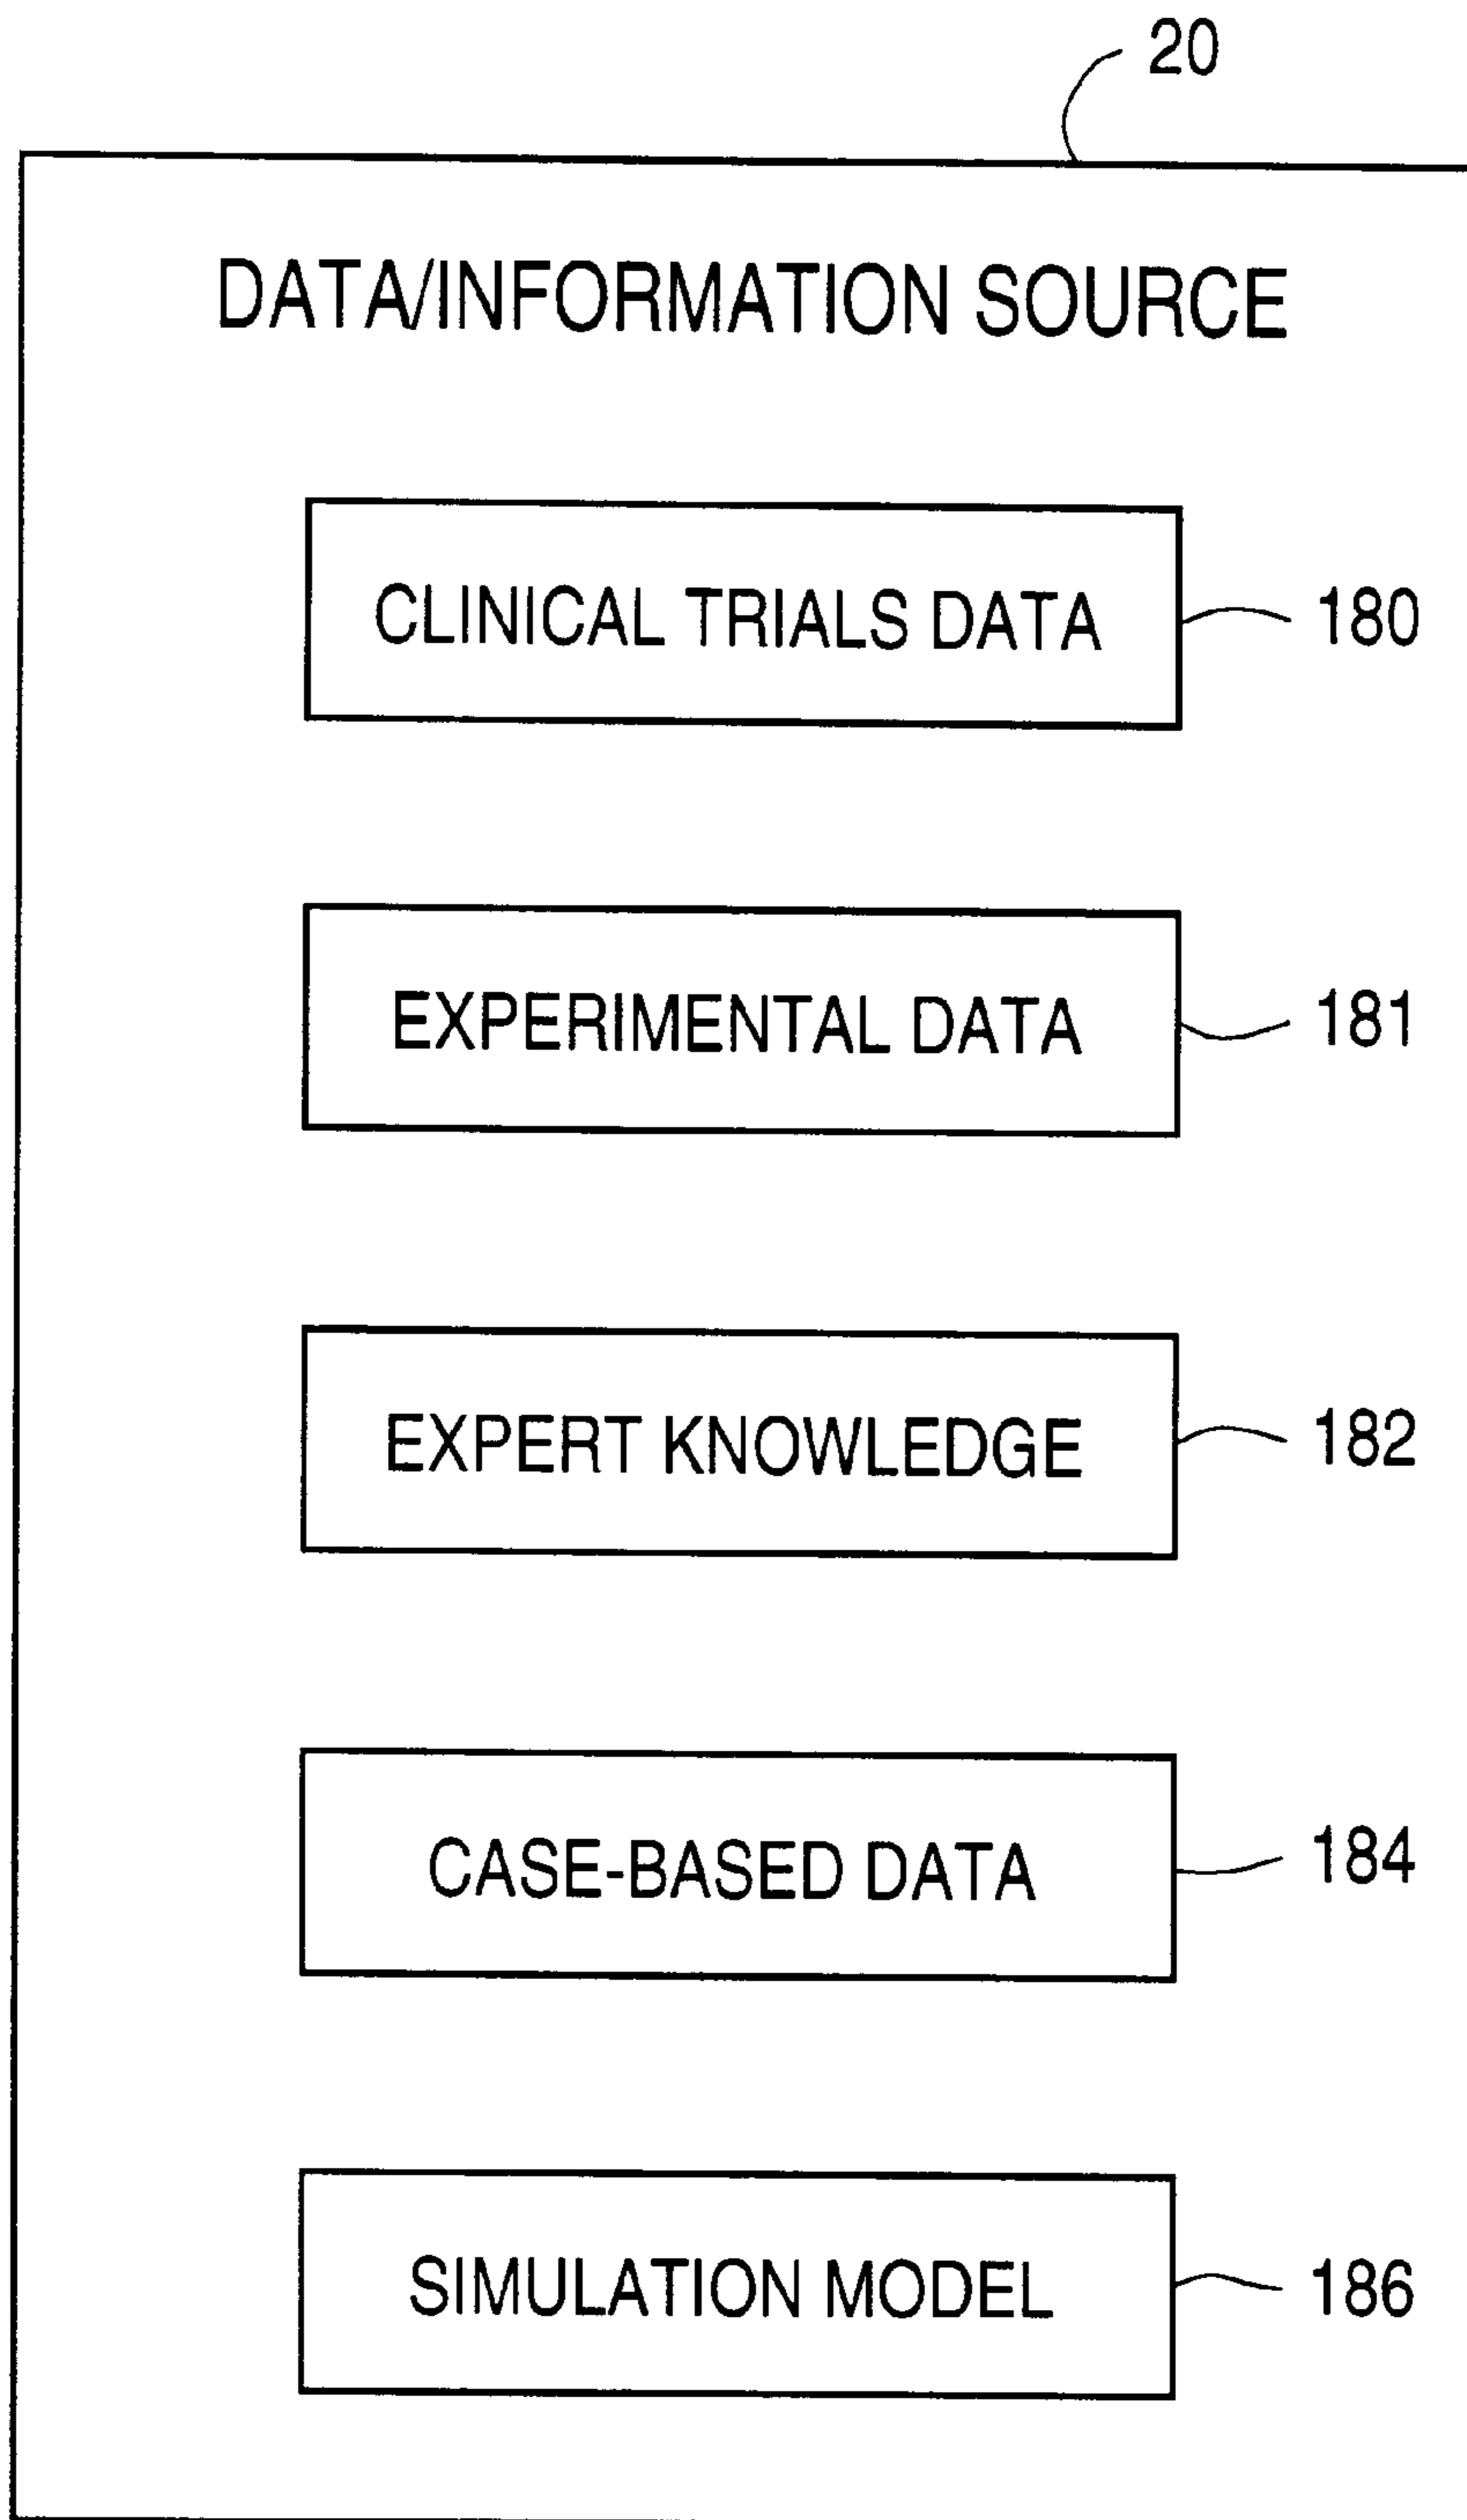 20
DATA/INFORMATION SOURCE
CLINICAL TRIALS DATA
180
EXPERIMENTAL DATA
181
EXPERT KNOWLEDGE
182
CASE-BASED DATA
184
SIMULATION MODEL
186